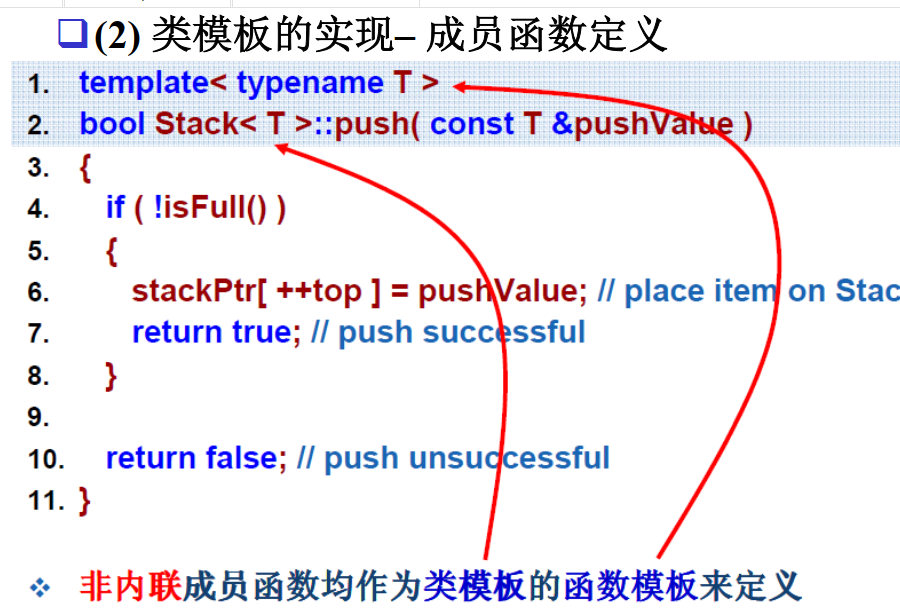 (2) 类模板的实现– 成员函数定义
1. template< typename T >
2. bool Stack< T >::push( const T &pushValue )
3. {
4. if ( !isFull() )
5. {
6. stackPtr[ ++top ] = pushValue; // place item on Stac
7. return true; // push successful
8. }
9.
10. return false; // push unsuccessful
11. }
非内联成员函数均作为类模板的函数模板来定义